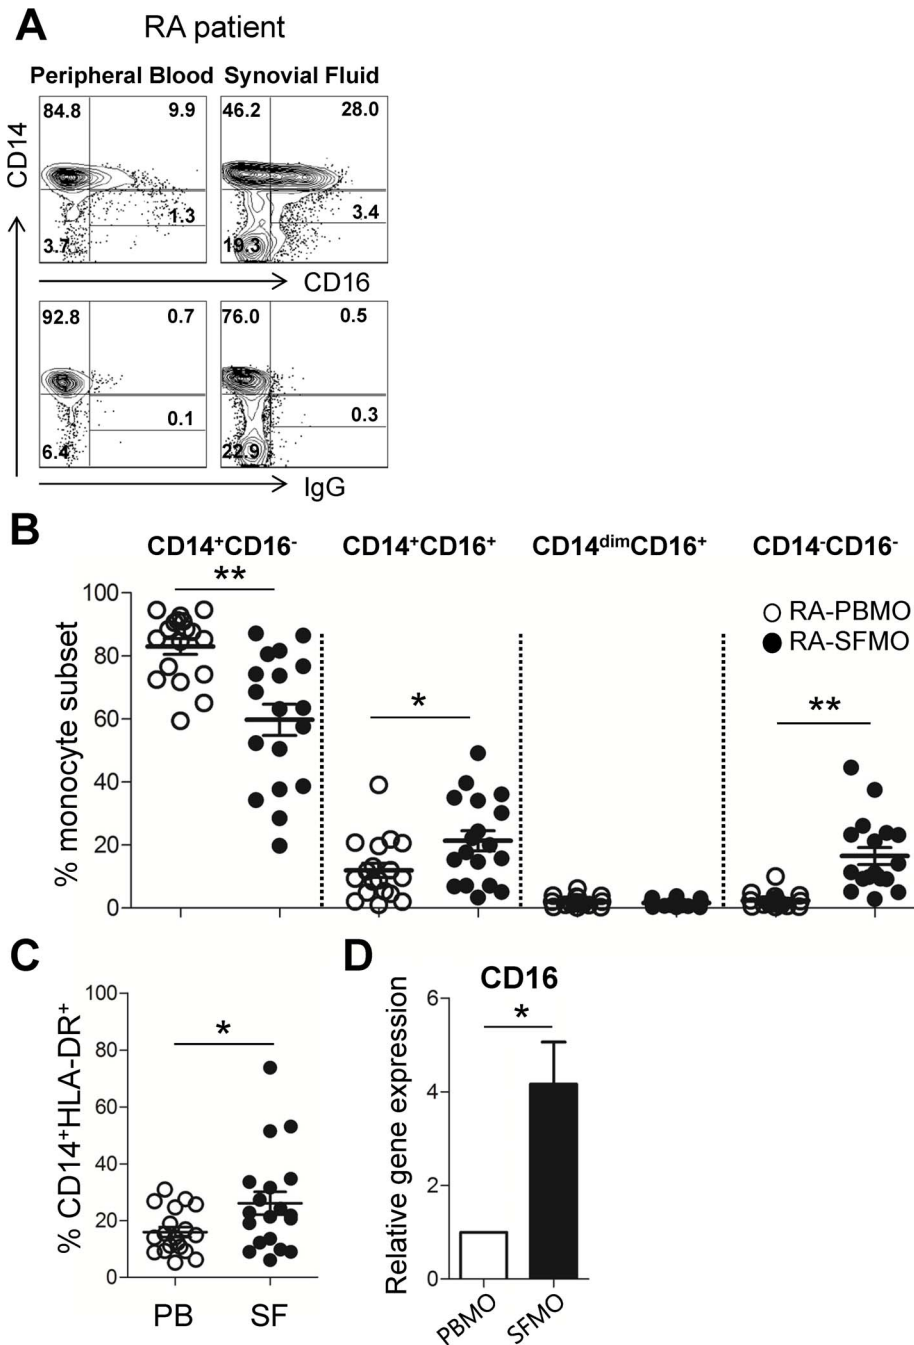 A
RA patient
Peripheral Blood Synovial Fluid
CD14
84.8 9.9
1.3
3.7
46.2 28.0
3.4
19.3
CD16
92.8 0.7
0.1
6.4
76.0 0.5
0.3
22.9
IgG
B
CD14⁺CD16⁻ CD14⁺CD16⁺ CD14ᵈⁱᵐCD16⁺ CD14⁻CD16⁻
** * **
RA-PBMO
RA-SFMO
% monocyte subset
100
80
60
40
20
0
C
% CD14⁺HLA-DR⁺
100
80
60
40
20
0
*
PB SF
D
CD16
*
Relative gene expression
6
4
2
0
PBMO SFMO